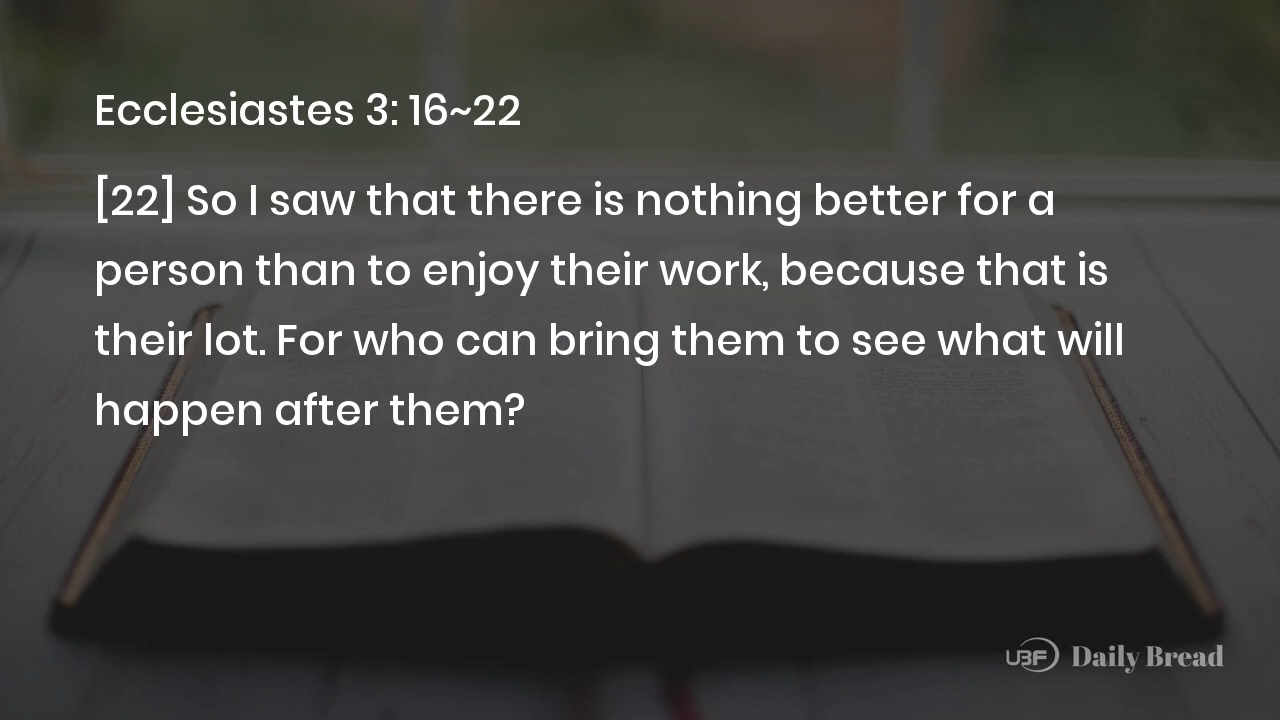 Ecclesiastes 3: 16~22
[22] So I saw that there is nothing better for a
person than to enjoy their work, because that is
their lot. For who can bring them to see what will
happen after them?
UBF Daily Bread